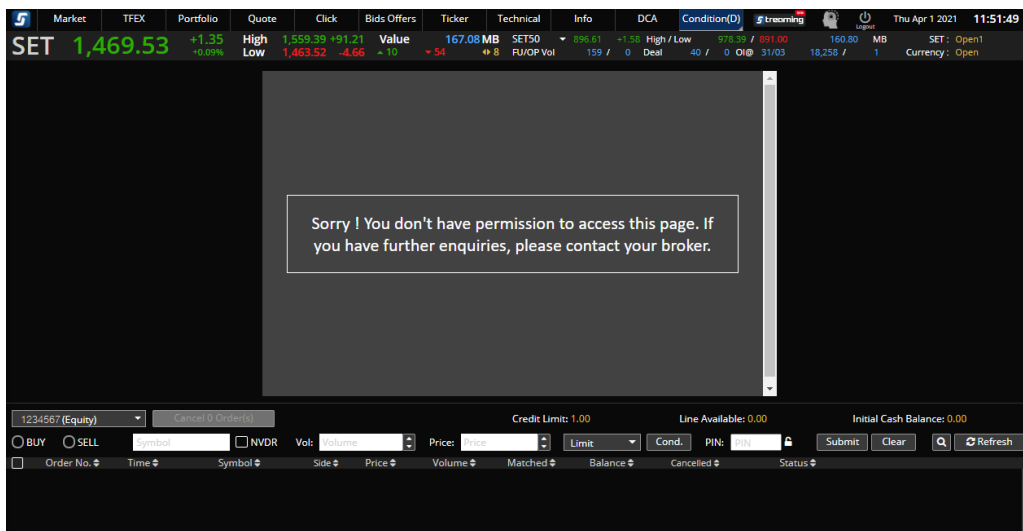 Market TFEX Portfolio Quote Click Bids Offers Ticker Technical Info DCA Condition(D) Streaming Logout Thu Apr 1 2021 11:51:49
SET 1,469.53 +1.35 High 1,559.39 +91.21 Value 167.08 MB SET50 896.61 +1.58 High / Low 978.39 / 891.00 160.80 MB SET : Open1
+0.09% Low 1,463.52 -4.66 10 54 8 FU/OP Vol 159 / 0 Deal 40 / 0 OI@ 31/03 18,258 / 1 Currency : Open
Sorry ! You don't have permission to access this page. If
you have further enquiries, please contact your broker.
1234567 (Equity) Cancel 0 Order(s) Credit Limit: 1.00 Line Available: 0.00 Initial Cash Balance: 0.00
BUY SELL Symbol NVDR Vol: Volume Price: Price Limit Cond. PIN: PIN Submit Clear Refresh
Order No. Time Symbol Side Price Volume Matched Balance Cancelled Status